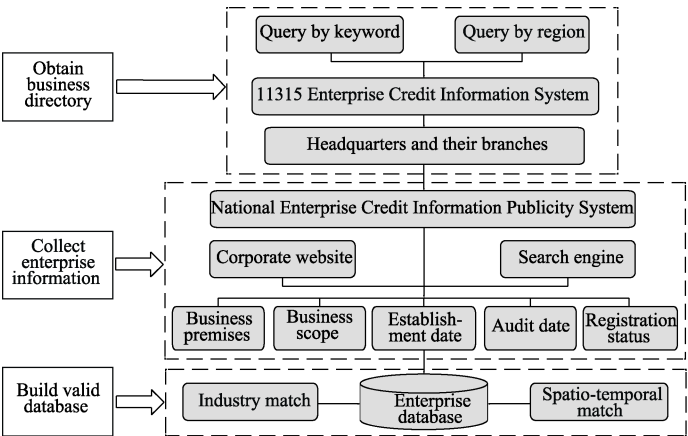 Query by keyword
Query by region
Obtain
business
directory
11315 Enterprise Credit Information System
Headquarters and their branches
National Enterprise Credit Information Publicity System
Collect
enterprise
information
Corporate website
Search engine
Business
premises
Business
scope
Establish-
ment date
Audit date
Registration
status
Build valid
database
Industry match
Enterprise
database
Spatio-temporal
match